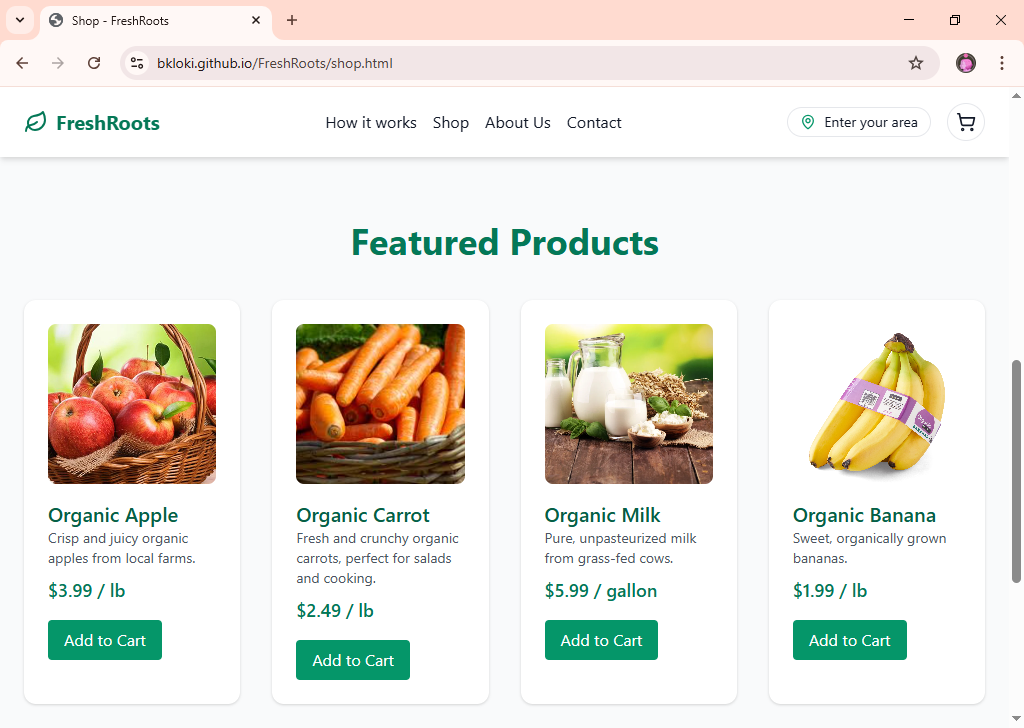 Shop - FreshRoots
bkloki.github.io/FreshRoots/shop.html
FreshRoots
How it works
Shop
About Us
Contact
Enter your area
Featured Products
Organic Apple
Crisp and juicy organic
apples from local farms.
$3.99 / lb
Add to Cart
Organic Carrot
Fresh and crunchy organic
carrots, perfect for salads
and cooking.
$2.49 / lb
Add to Cart
Organic Milk
Pure, unpasteurized milk
from grass-fed cows.
$5.99 / gallon
Add to Cart
Organic Banana
Sweet, organically grown
bananas.
$1.99 / lb
Add to Cart